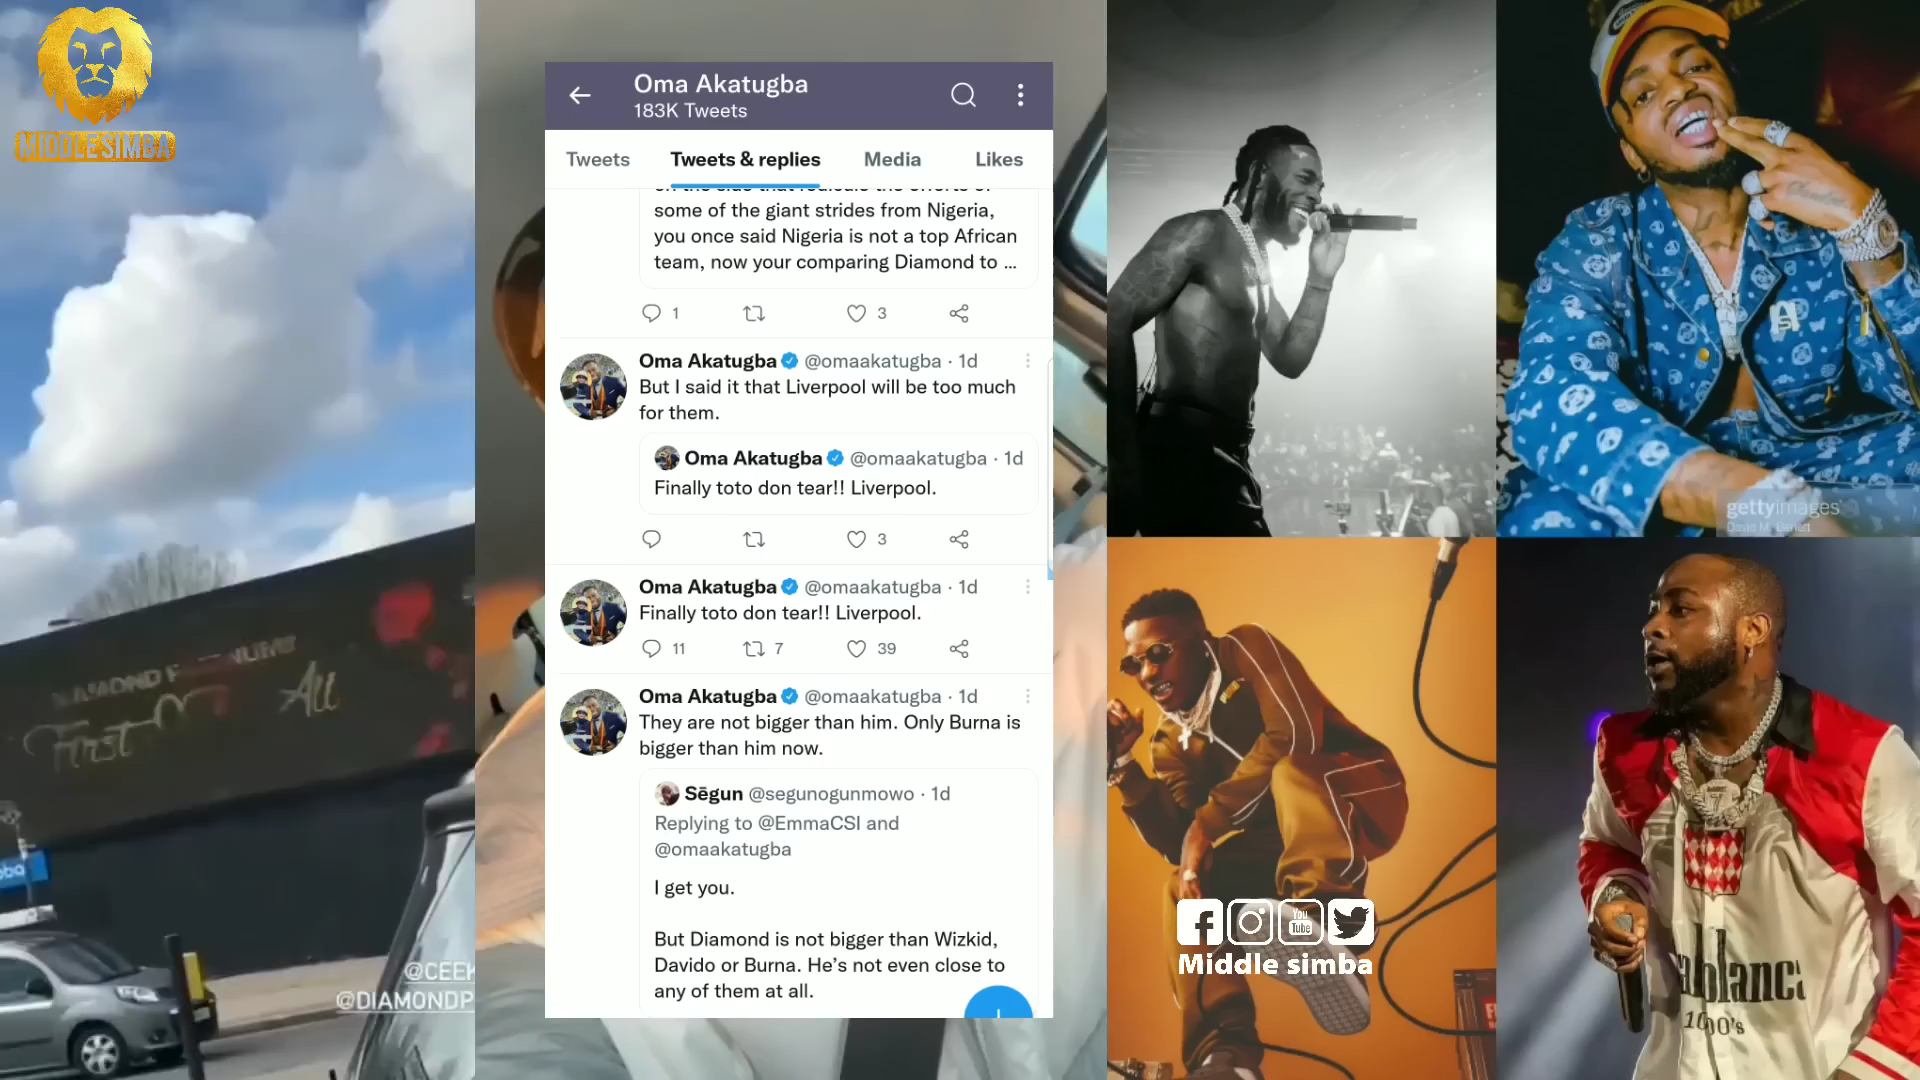 MIDDLE SIMBA
First
All
@CEEK
@DIAMONDP
Oma Akatugba
183K Tweets
Tweets
Tweets & replies
Media
Likes
some of the giant strides from Nigeria,
you once said Nigeria is not a top African
team, now your comparing Diamond to ...
1
3
Oma Akatugba @omaakatugba · 1d
But I said it that Liverpool will be too much
for them.
Oma Akatugba @omaakatugba · 1d
Finally toto don tear!! Liverpool.
3
Oma Akatugba @omaakatugba · 1d
Finally toto don tear!! Liverpool.
11
7
39
Oma Akatugba @omaakatugba · 1d
They are not bigger than him. Only Burna is
bigger than him now.
Sēgun @segunogunmowo · 1d
Replying to @EmmaCSI and
@omaakatugba
I get you.
But Diamond is not bigger than Wizkid,
Davido or Burna. He's not even close to
any of them at all.
gettyimages
You
Tube
Middle simba